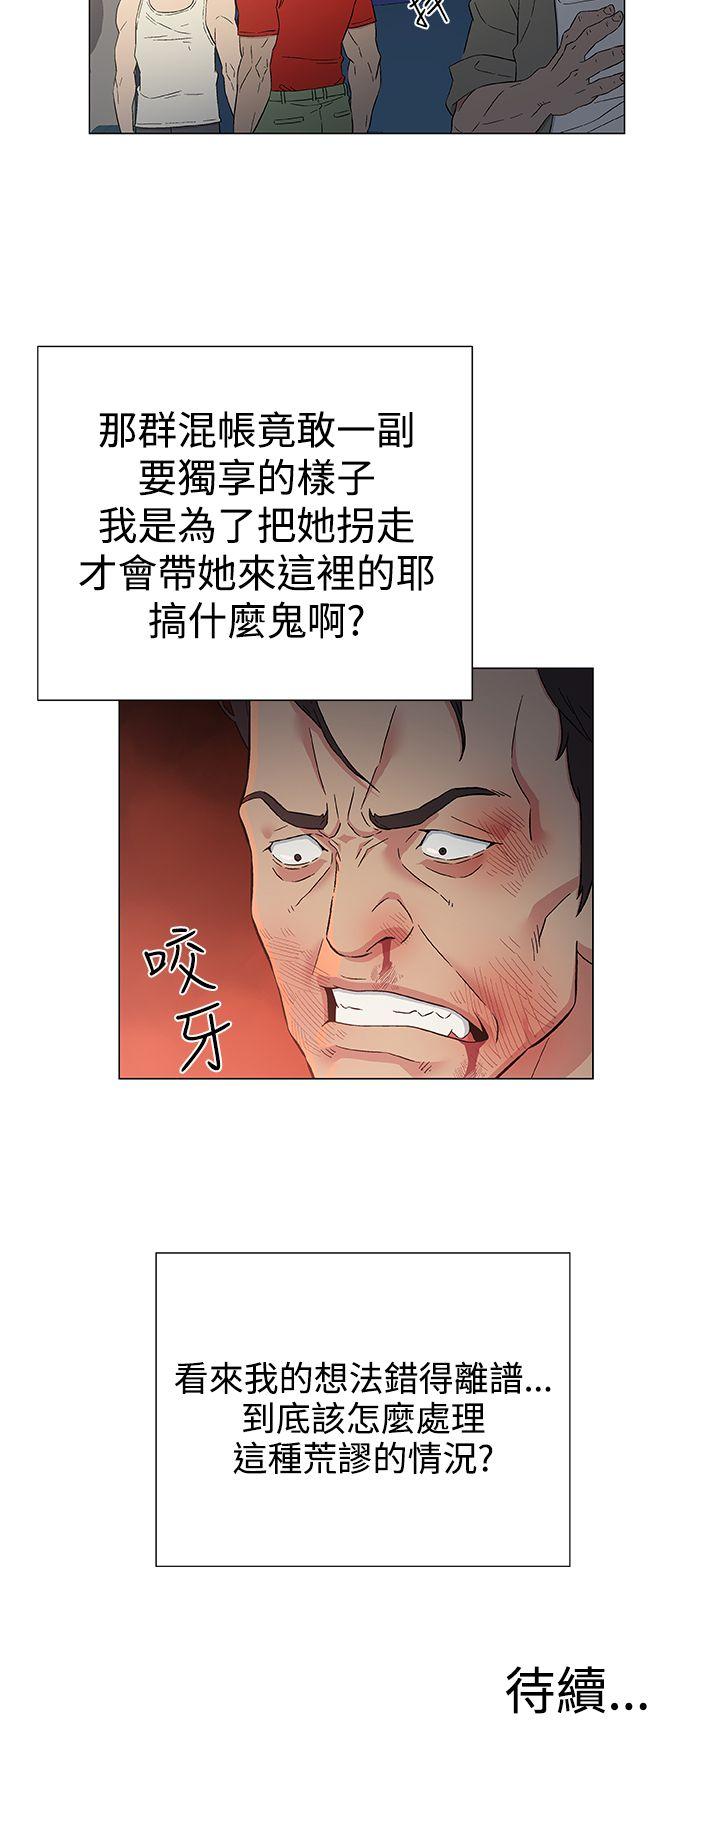 那群混帳竟敢一副
要獨享的樣子
我是為了把她拐走
才會帶她來這裡的耶
搞什麼鬼啊?
咬
牙
看來我的想法錯得離譜...
到底該怎麼處理
這種荒謬的情況?
待續...